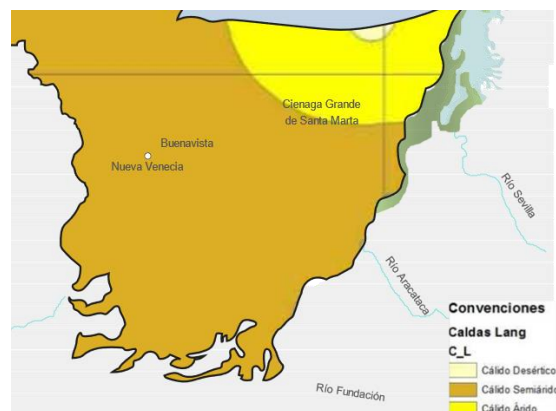 Cienaga Grande
de Santa Marta
Buenavista
Nueva Venecia
Río Sevilla
Río Aracataca
Río Fundación
Convenciones
Caldas Lang
C_L
Cálido Desértico
Cálido Semiárido
Cálido Árido